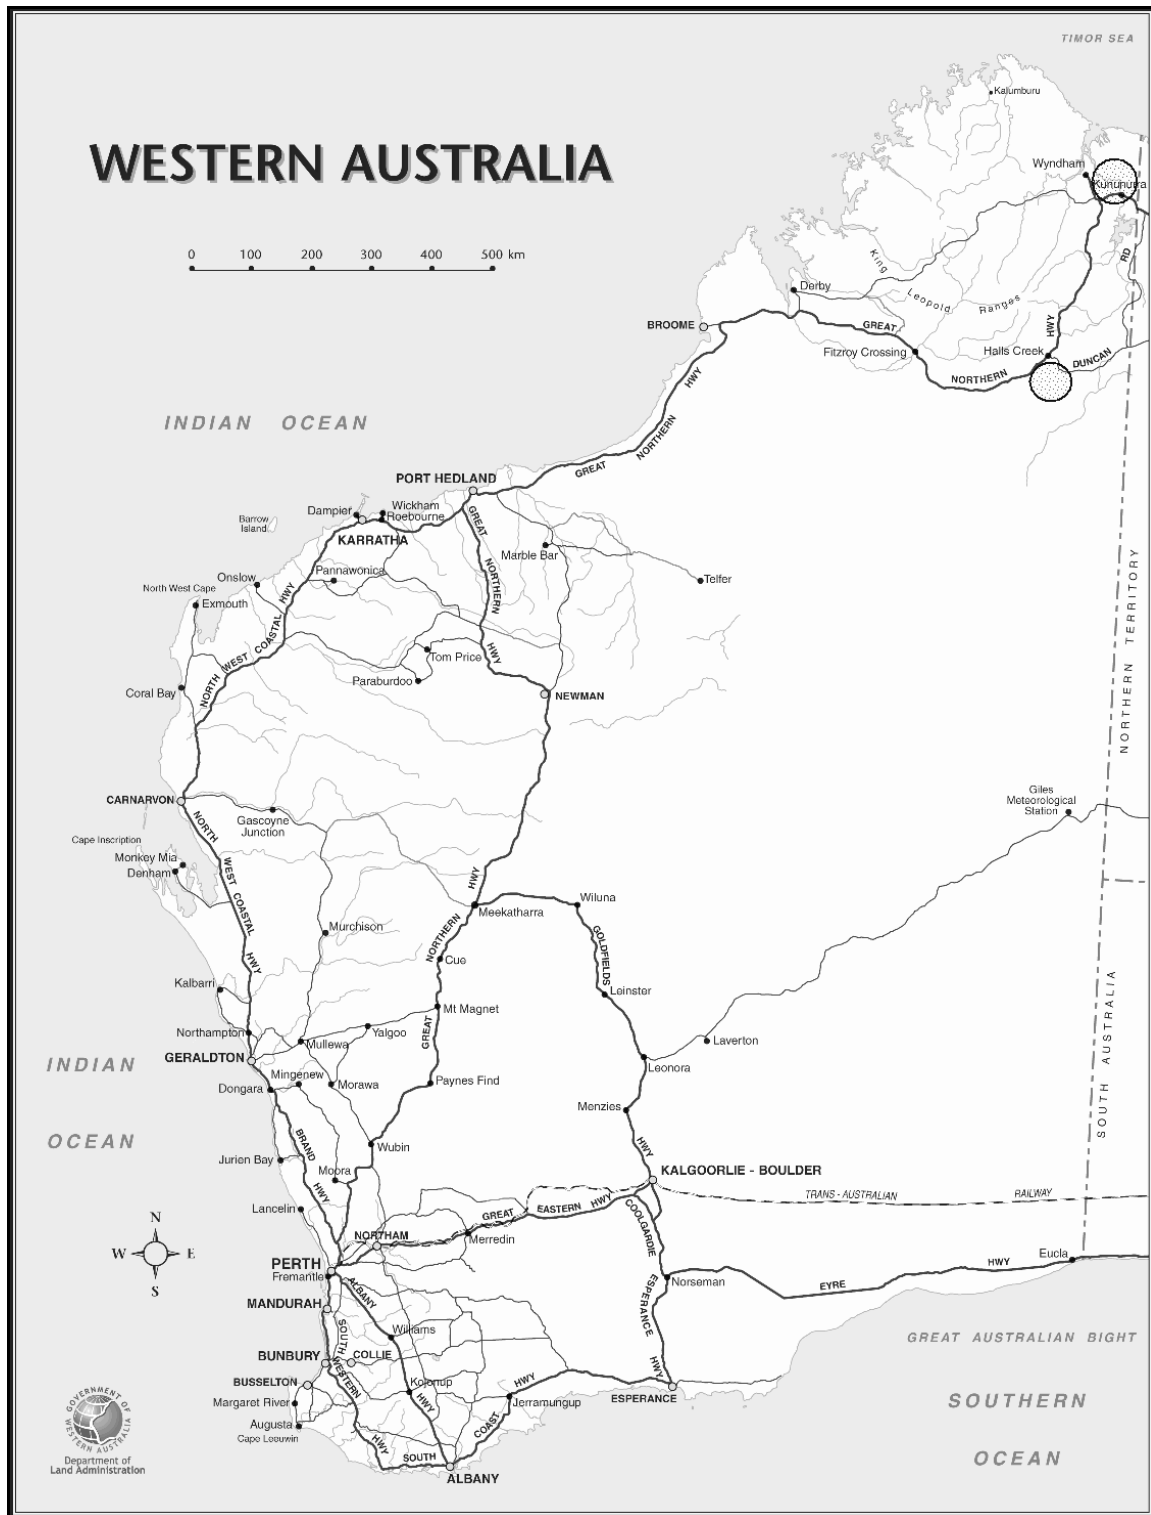 TIMOR SEA
Kalumburu
WESTERN AUSTRALIA
Wyndham
Kununurra
0 100 200 300 400 500 km
King
Leopold
Ranges
RD
Derby
BROOME
GREAT
HWY
Fitzroy Crossing
Halls Creek
DUNCAN
NORTHERN
HWY
INDIAN OCEAN
NORTHERN
GREAT
PORT HEDLAND
Dampier
Wickham
Roebourne
Barrow
Island
KARRATHA
GREAT
NORTHERN
HWY
Marble Bar
Pannawonica
Telfer
Onslow
North West Cape
Exmouth
NORTH WEST COASTAL HWY
Tom Price
Paraburdoo
Coral Bay
NEWMAN
NORTHERN TERRITORY
CARNARVON
Gascoyne
Junction
Giles
Meteorological
Station
NORTH
WEST COASTAL
HWY
Cape Inscription
Monkey Mia
Denham
HWY
Meekatharra
Wiluna
Murchison
NORTHERN
Cue
GOLDFIELDS
Leinster
Kalbarri
Mt Magnet
Northampton
Mullewa
Yalgoo
GREAT
Laverton
SOUTH AUSTRALIA
GERALDTON
Leonora
INDIAN
OCEAN
Mingenew
Dongara
Morawa
Paynes Find
Menzies
BRAND
HWY
Wubin
HWY
Jurien Bay
Moora
KALGOORLIE - BOULDER
TRANS - AUSTRALIAN
RAILWAY
Lancelin
GREAT
EASTERN
HWY
COOLGARDIE
N
W E
S
NORTHAM
Merredin
PERTH
Fremantle
Eucla
HWY
EYRE
Norseman
MANDURAH
ALBANY
ESPERANCE
HWY
Williams
SOUTH
WESTERN
HWY
GREAT AUSTRALIAN BIGHT
BUNBURY
COLLIE
BUSSELTON
Kojonup
HWY
HWY
ESPERANCE
Margaret River
Jerramungup
COAST
SOUTHERN
OCEAN
Augusta
Cape Leeuwin
SOUTH
ALBANY
GOVERNMENT OF
WESTERN AUSTRALIA
Department of
Land Administration